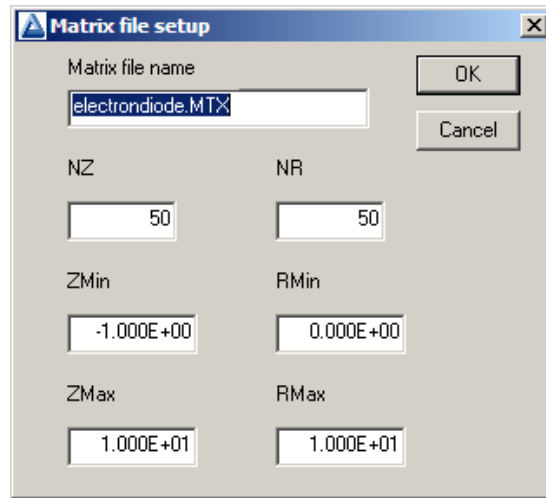 Matrix file setup
Matrix file name
OK
electrondiode.MTX
Cancel
NZ NR
50 50
ZMin RMin
-1.000E+00 0.000E+00
ZMax RMax
1.000E+01 1.000E+01